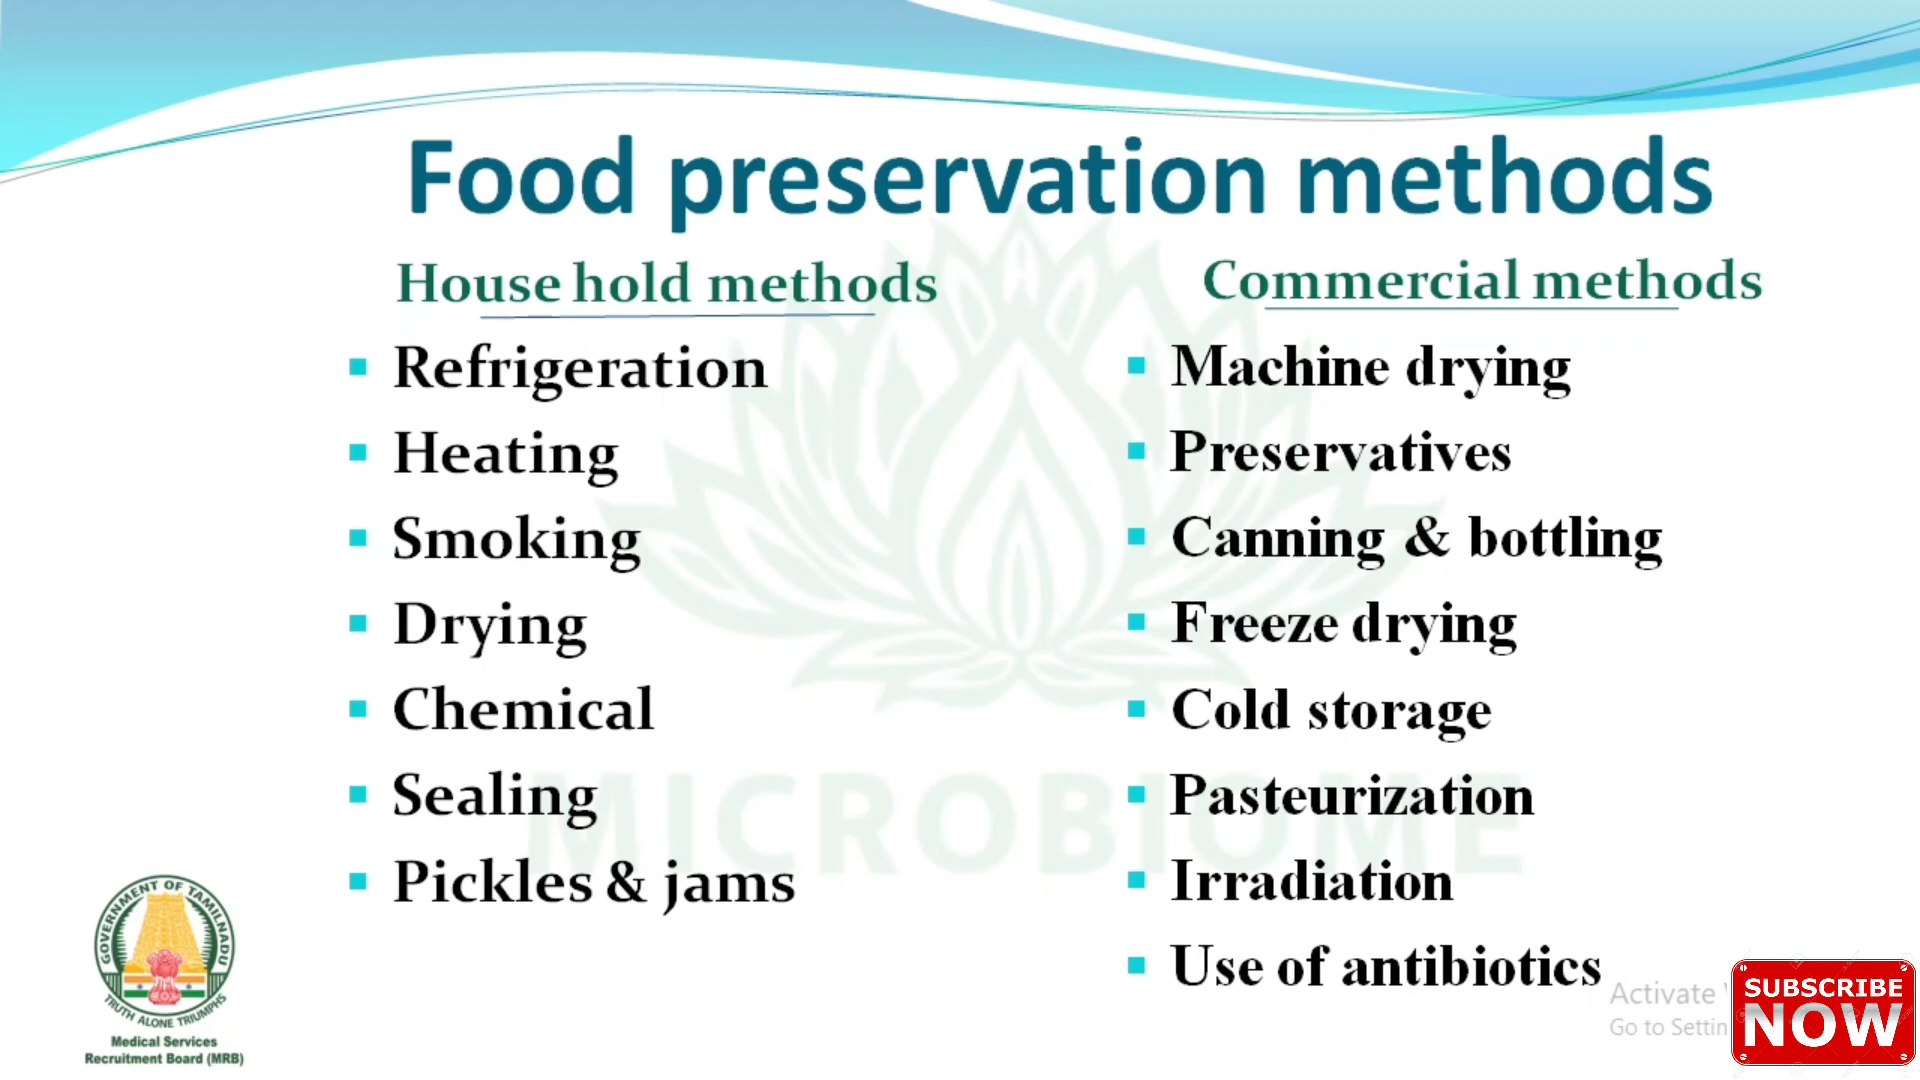 Food preservation methods
House hold methods
Refrigeration
Heating
Smoking
Drying
Chemical
Sealing
Pickles & jams
Commercial methods
Machine drying
Preservatives
Canning & bottling
Freeze drying
Cold storage
Pasteurization
Irradiation
Use of antibiotics
MICROBIOME
GOVERNMENT OF TAMILNADU
TRUTH ALONE TRIUMPHS
Medical Services
Recruitment Board (MRB)
Activate
Go to Settin
SUBSCRIBE
NOW